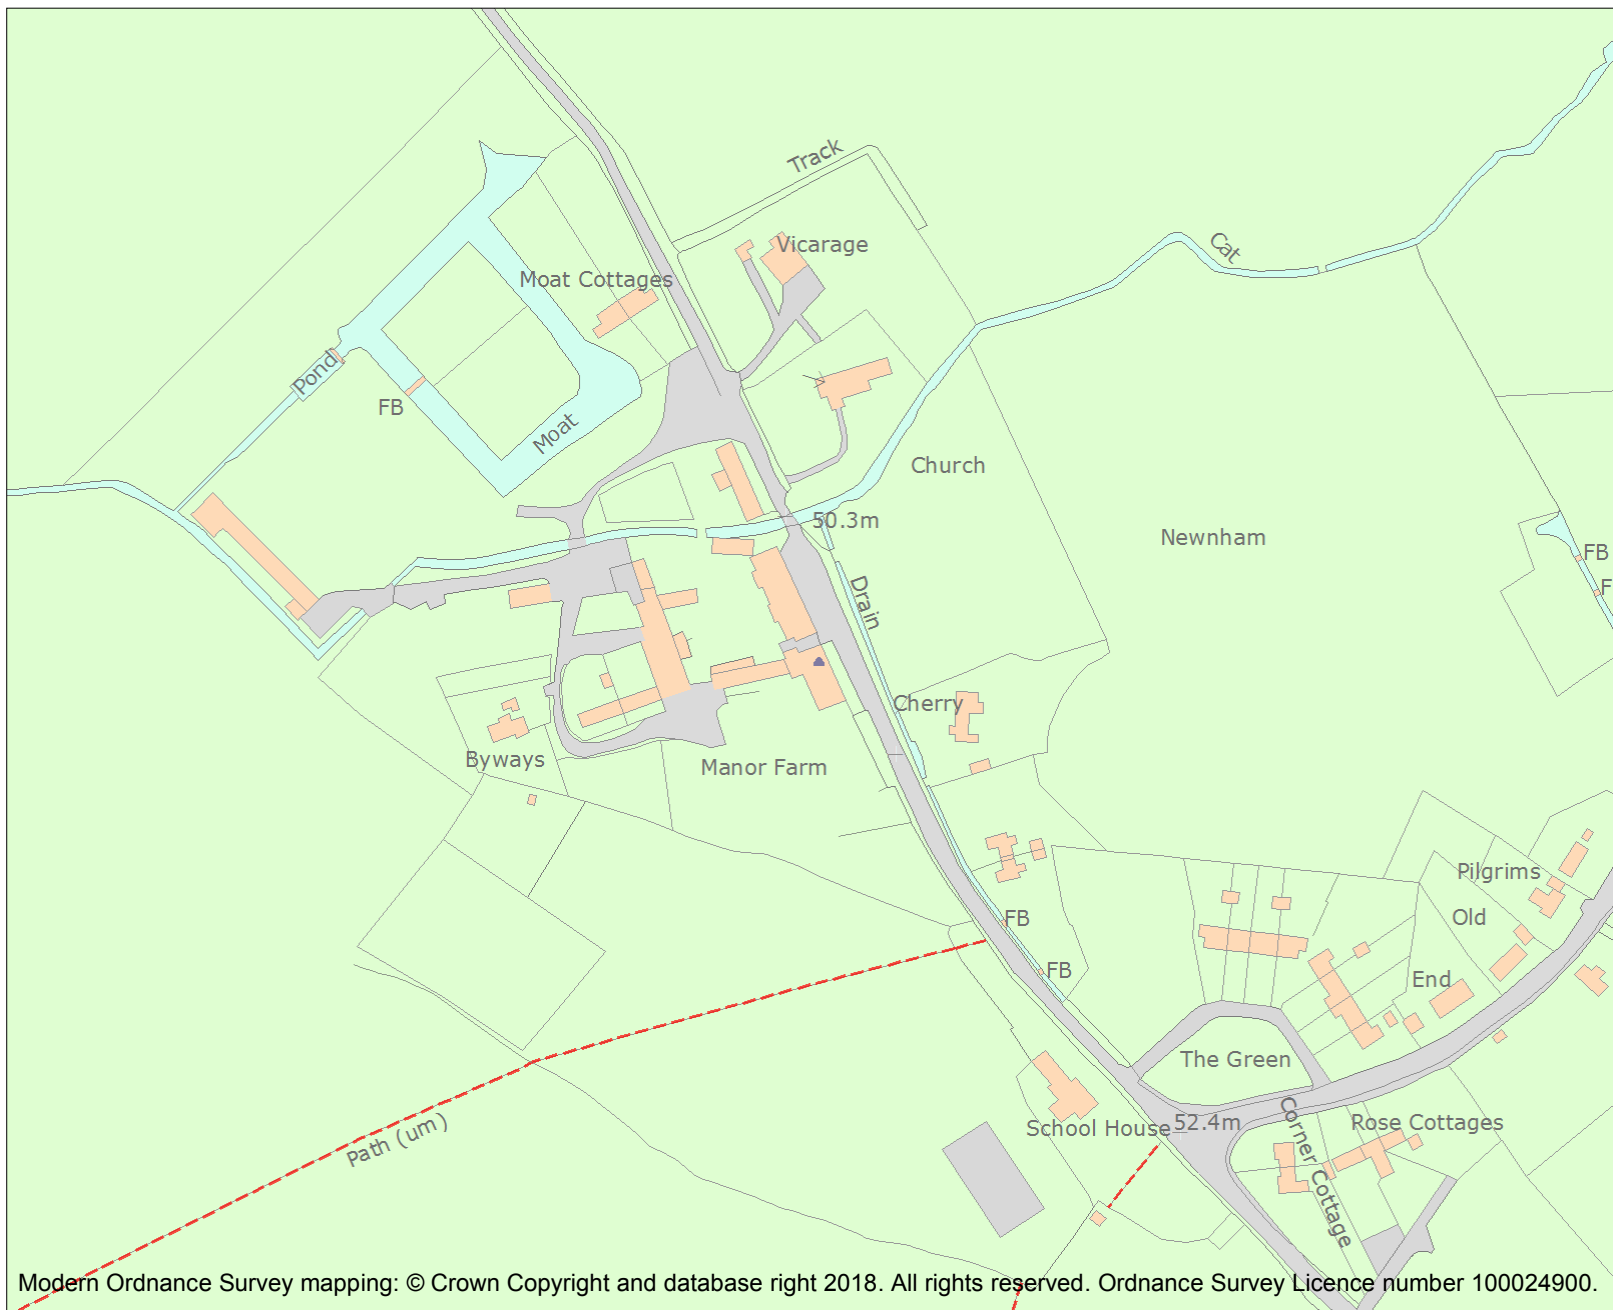 Track
Cat
Vicarage
Moat Cottages
Pond
FB
Moat
Church
50.3m
Newnham
FB
F
Drain
Cherry
Byways
Manor Farm
Pilgrims
Old
FB
FB
End
The Green
Path (um)
School House
52.4m
Corner Cottage
Rose Cottages
Modern Ordnance Survey mapping: © Crown Copyright and database right 2018. All rights reserved. Ordnance Survey Licence number 100024900.